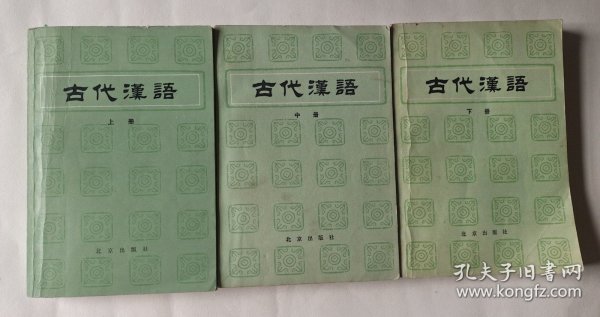 古代漢語
上册
北京出版社
古代漢語
中册
北京出版社
古代漢語
下册
北京出版社
孔夫子旧书网
www.kongfz.com